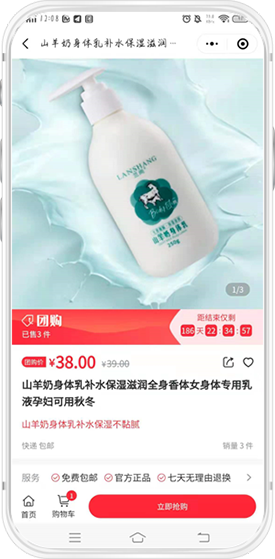 12:08
山羊奶身体乳补水保湿滋润…
LANSHANG
山羊奶身体乳
250g
1/3
团购
已售3 件
距结束仅剩
186 天 22 : 34 : 57
团购价 ¥38.00 ¥39.00
山羊奶身体乳补水保湿滋润全身香体女身体专用乳
液孕妇可用秋冬
山羊奶身体乳补水保湿不黏腻
快递 包邮
销量 3 件
服务 免费包邮 官方正品 七天无理由退换
首页
购物车
1
立即抢购